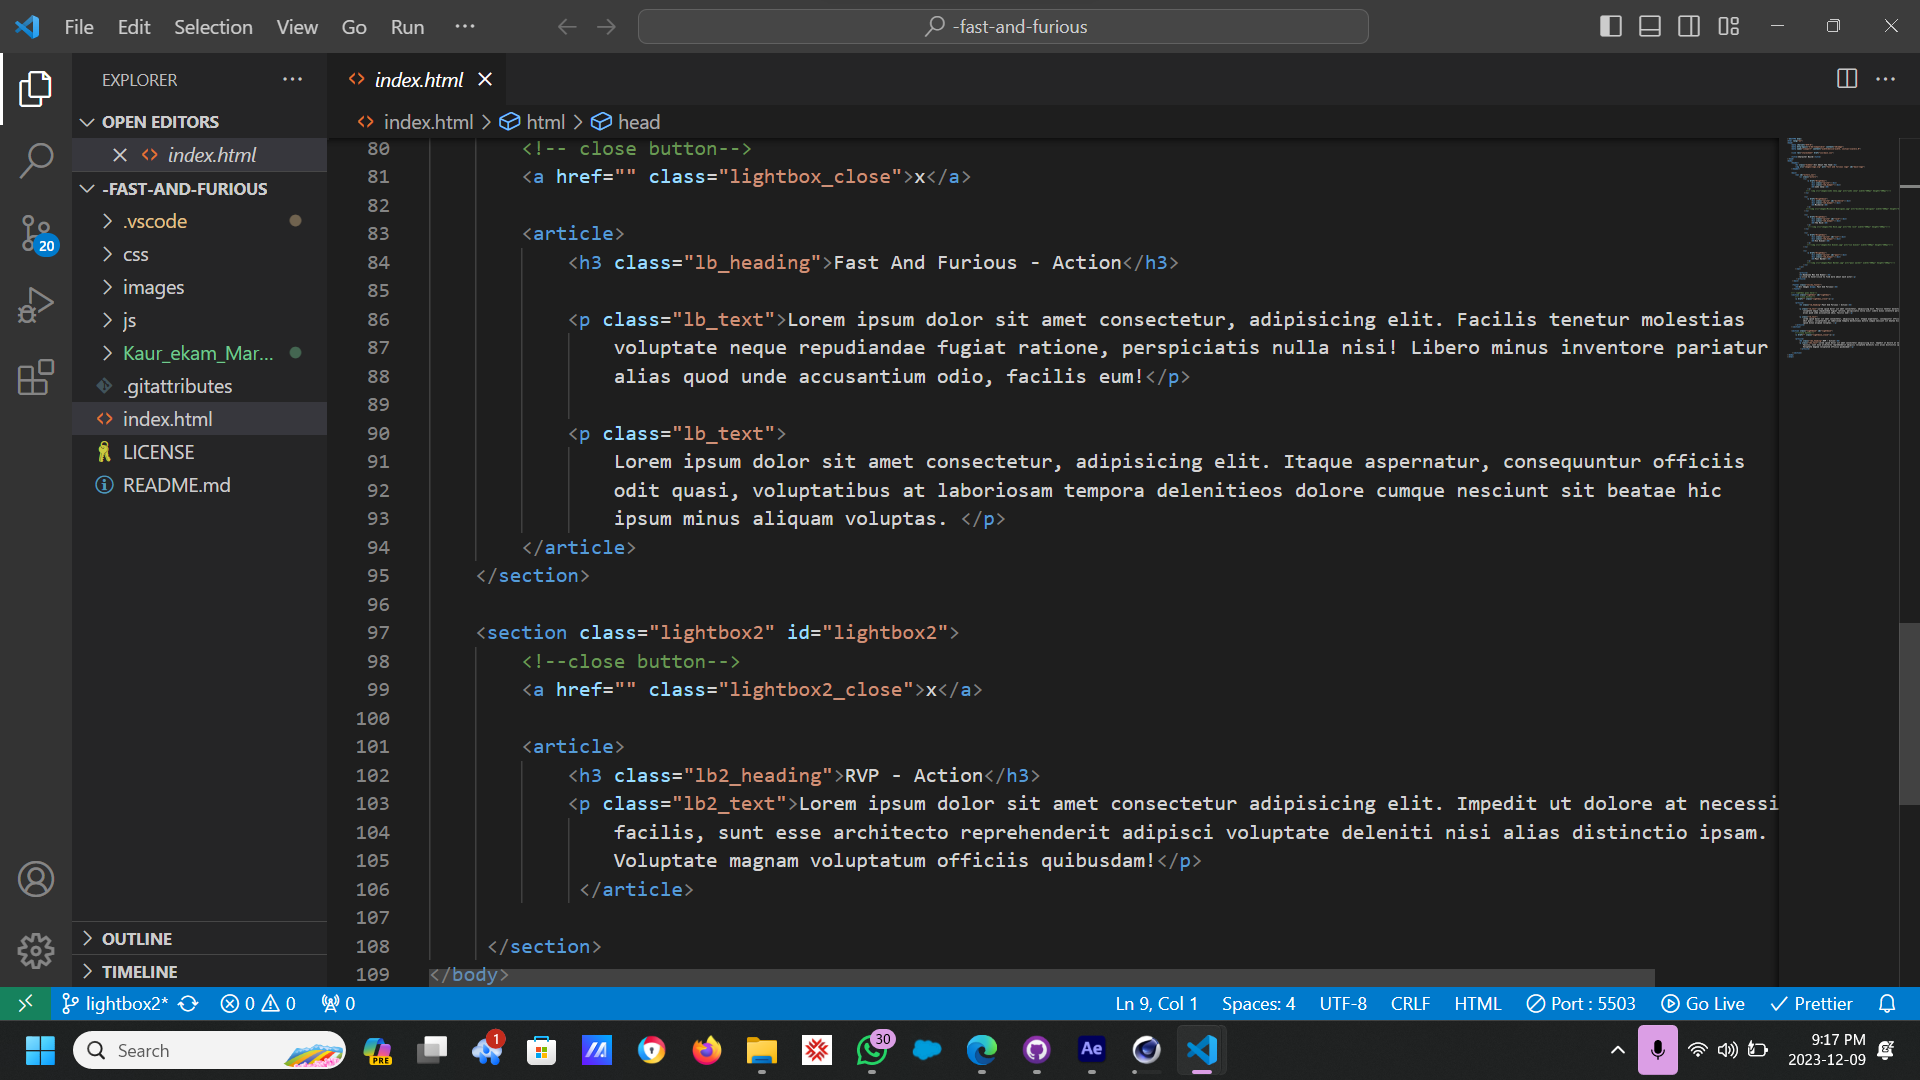 File Edit Selection View Go Run ···
-fast-and-furious
EXPLORER
OPEN EDITORS
index.html
-FAST-AND-FURIOUS
.vscode
css
images
js
Kaur_ekam_Mar...
.gitattributes
index.html
LICENSE
README.md
OUTLINE
TIMELINE
20
index.html
index.html > html > head
80 <!-- close button-->
81 <a href="" class="lightbox_close">x</a>
82
83 <article>
84 <h3 class="lb_heading">Fast And Furious - Action</h3>
85
86 <p class="lb_text">Lorem ipsum dolor sit amet consectetur, adipisicing elit. Facilis tenetur molestias
87 voluptate neque repudiandae fugiat ratione, perspiciatis nulla nisi! Libero minus inventore pariatur
88 alias quod unde accusantium odio, facilis eum!</p>
89
90 <p class="lb_text">
91 Lorem ipsum dolor sit amet consectetur, adipisicing elit. Itaque aspernatur, consequuntur officiis
92 odit quasi, voluptatibus at laboriosam tempora delenitieos dolore cumque nesciunt sit beatae hic
93 ipsum minus aliquam voluptas. </p>
94 </article>
95 </section>
96
97 <section class="lightbox2" id="lightbox2">
98 <!--close button-->
99 <a href="" class="lightbox2_close">x</a>
100
101 <article>
102 <h3 class="lb2_heading">RVP - Action</h3>
103 <p class="lb2_text">Lorem ipsum dolor sit amet consectetur adipisicing elit. Impedit ut dolore at necessi
104 facilis, sunt esse architecto reprehenderit adipisci voluptate deleniti nisi alias distinctio ipsam.
105 Voluptate magnam voluptatum officiis quibusdam!</p>
106 </article>
107
108 </section>
109 </body>
lightbox2* 0 0 0 Ln 9, Col 1 Spaces: 4 UTF-8 CRLF HTML Port : 5503 Go Live Prettier
Search PRE 1 30 Ae
9:17 PM
2023-12-09